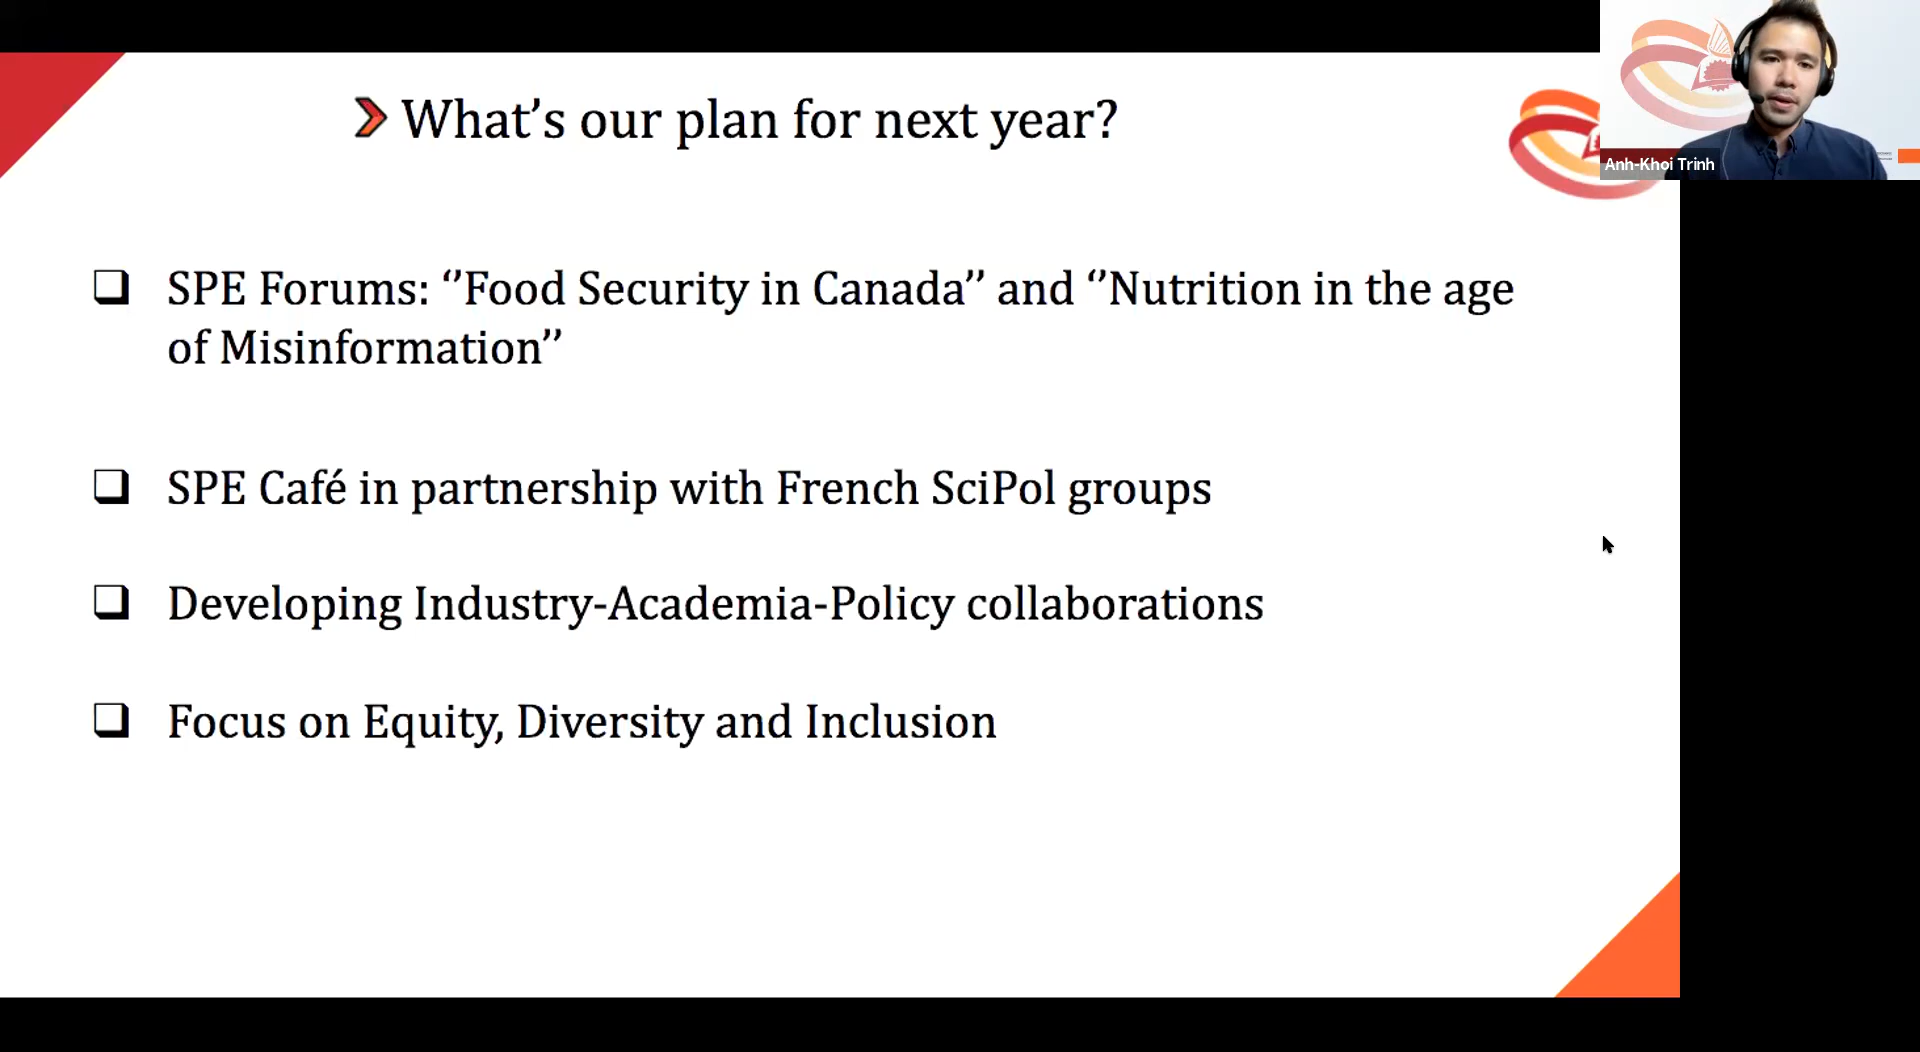 What’s our plan for next year?
Anh-Khoi Trinh
SPE Forums: ‘’Food Security in Canada’’ and ‘’Nutrition in the age
of Misinformation’’
SPE Café in partnership with French SciPol groups
Developing Industry-Academia-Policy collaborations
Focus on Equity, Diversity and Inclusion